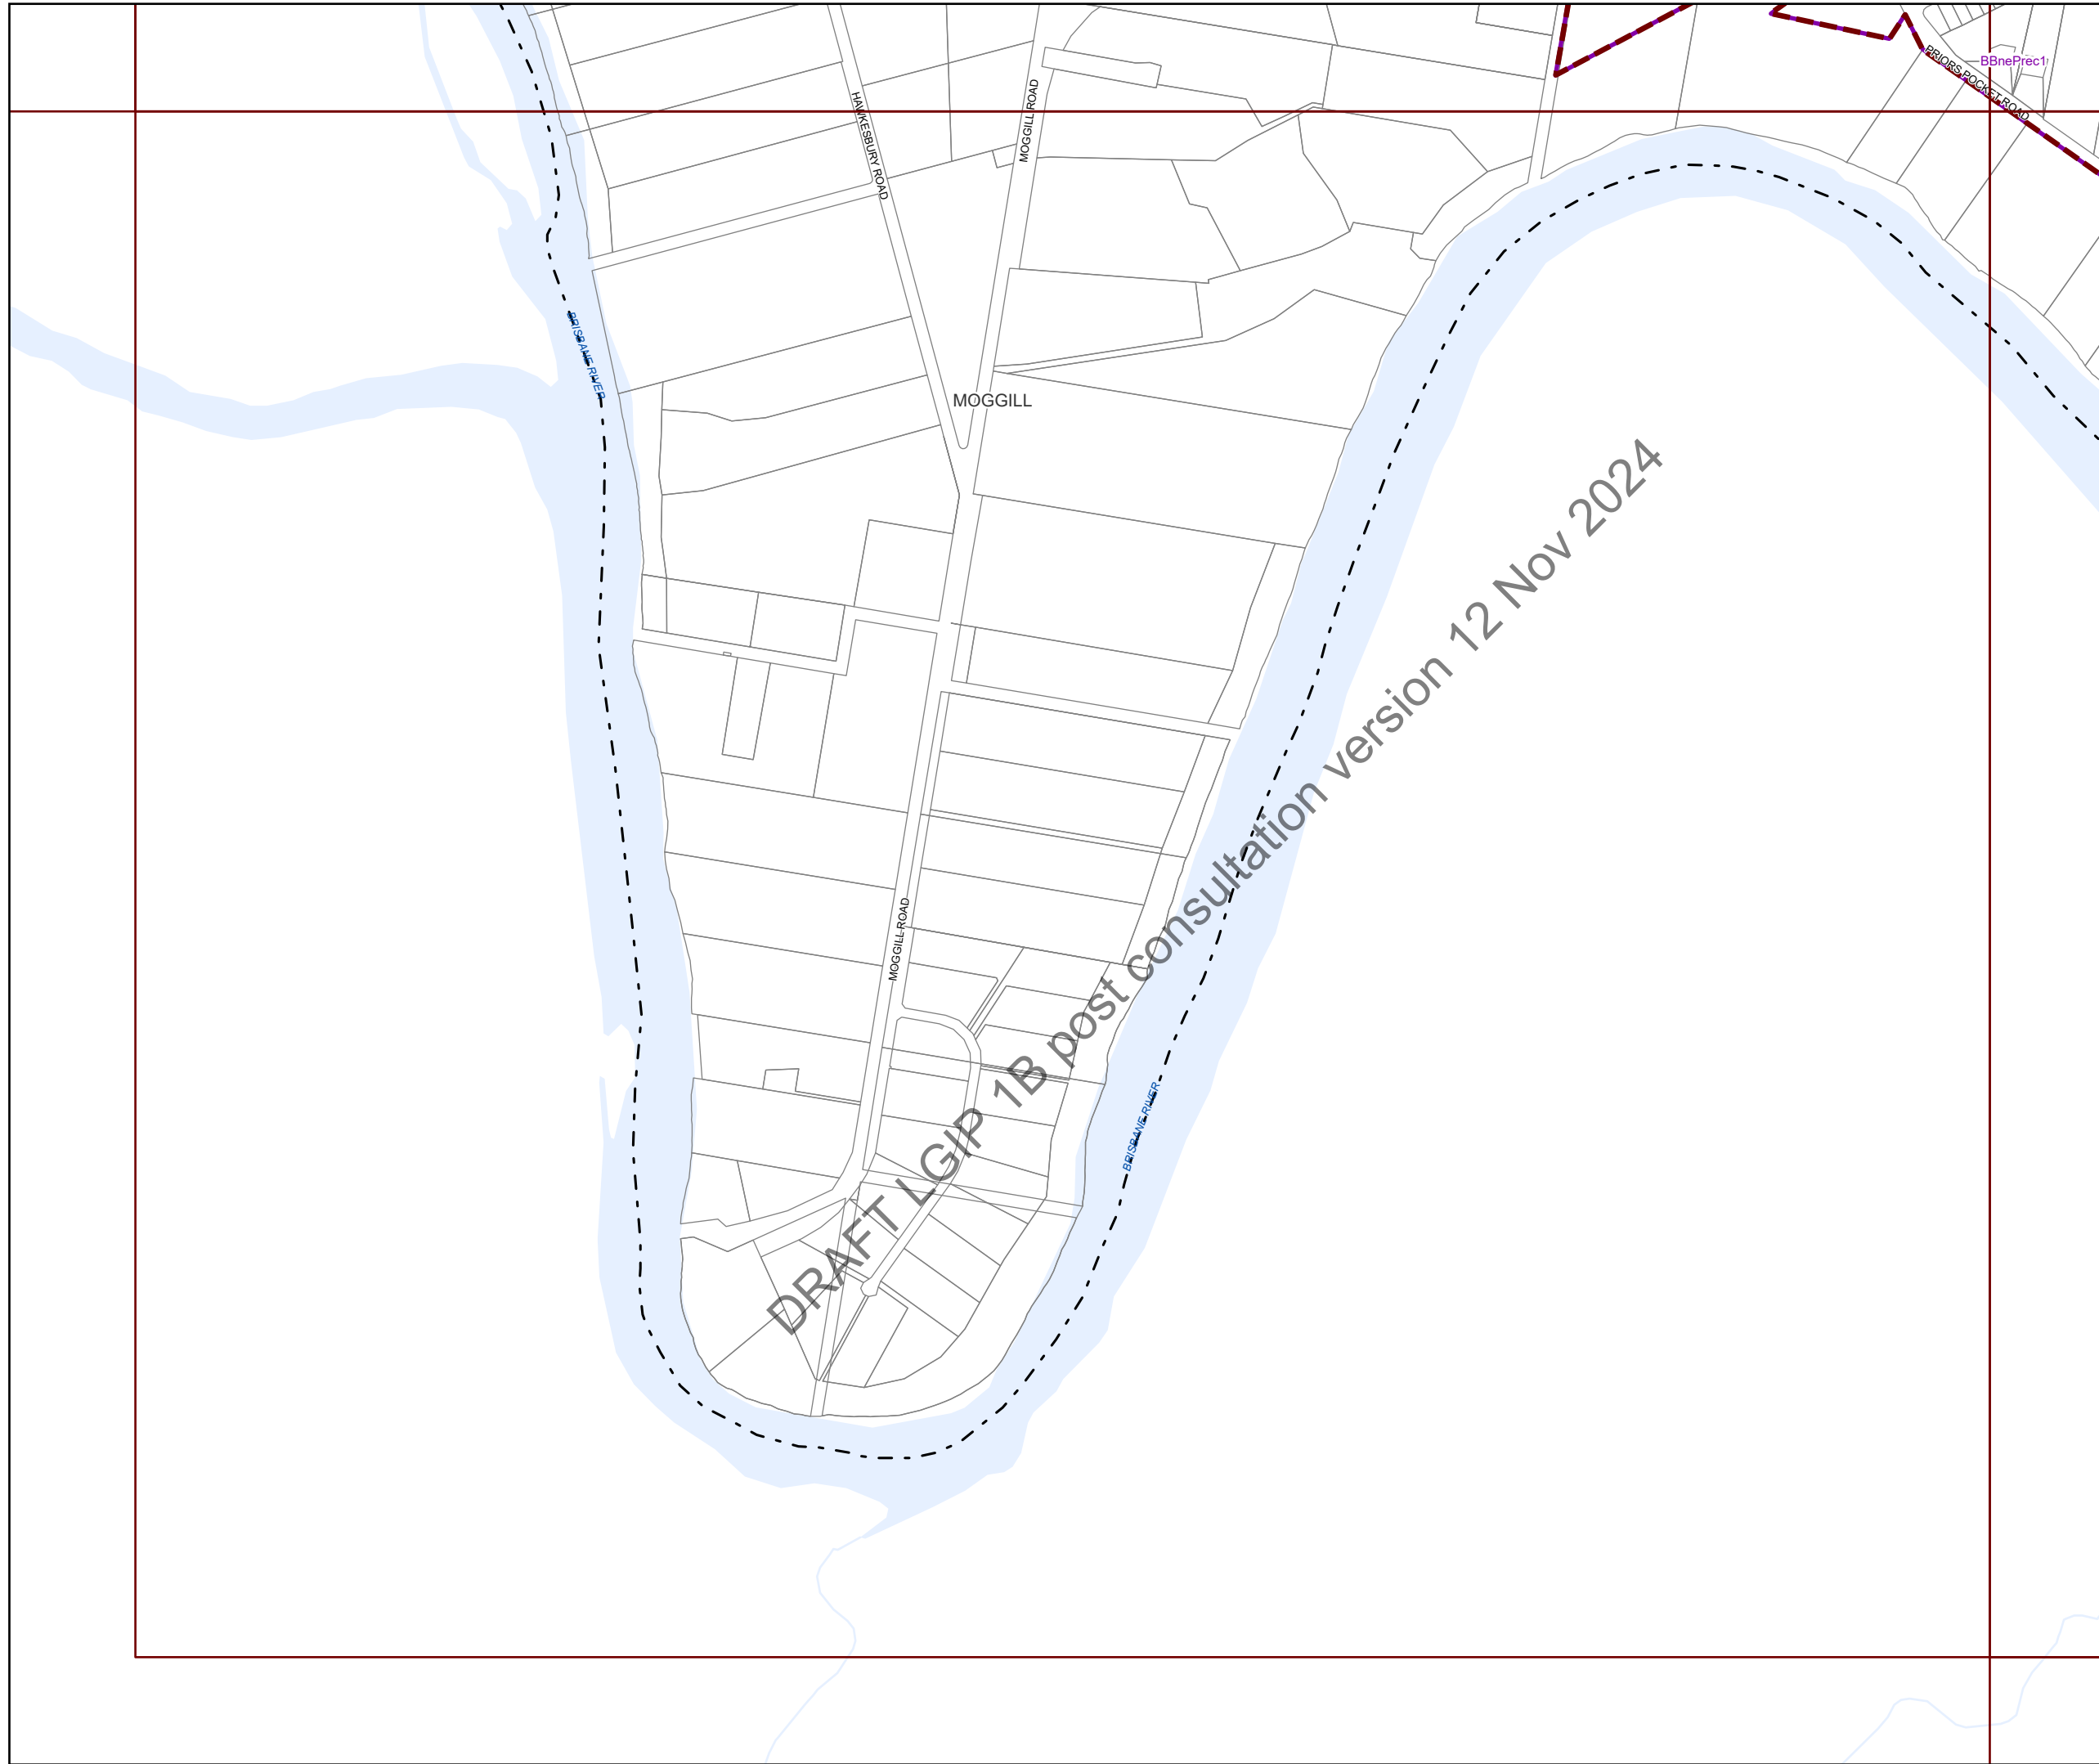 BBnePrec1
PRIORS POCKET ROAD
HAWKESBURY ROAD
MOGGILL ROAD
BRISBANE RIVER
MOGGILL
DRAFT LGIP 1B post consultation version 12 Nov 2024
MOGGILL ROAD
BRISBANE RIVER